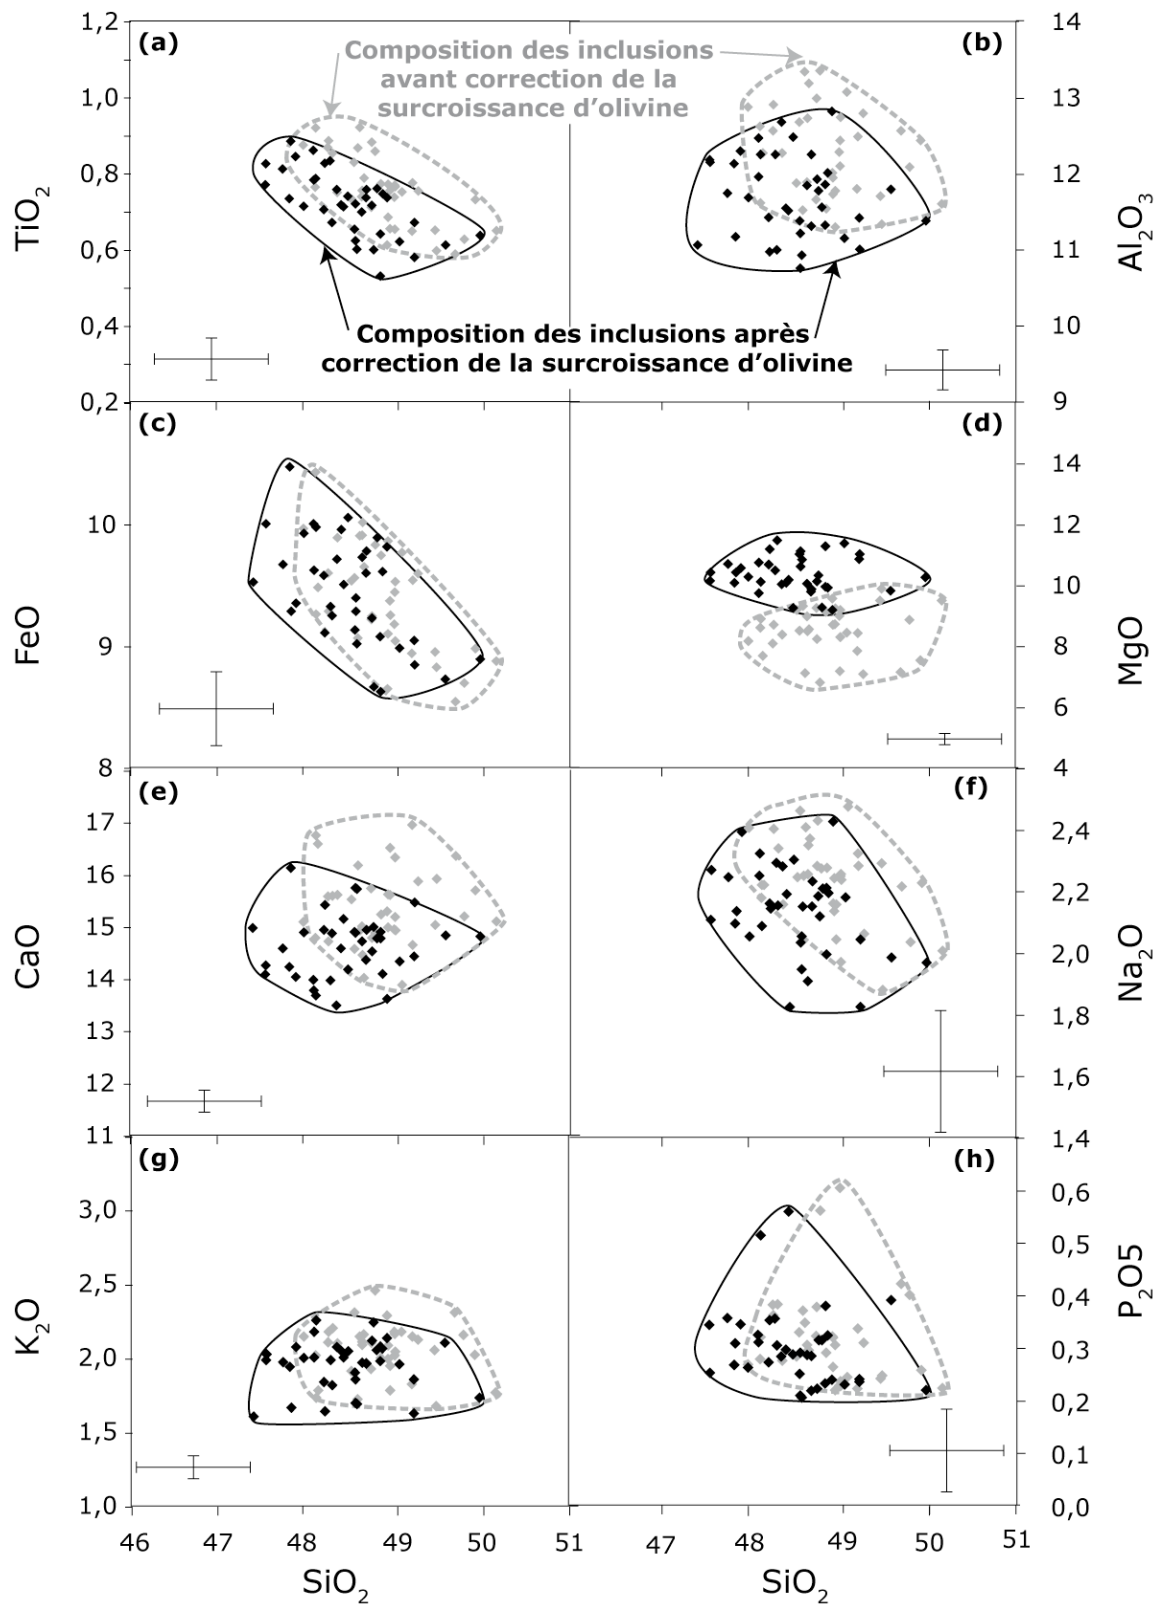 (a)
Composition des inclusions
avant correction de la
surcroissance d'olivine
(b)
1,2
1,0
0,8
0,6
0,4
0,2
TiO2
14
13
12
11
10
9
Al2O3
Composition des inclusions après
correction de la surcroissance d'olivine
(c)
10
9
8
FeO
(d)
14
12
10
8
6
4
MgO
(e)
17
16
15
14
13
12
11
CaO
(f)
2,4
2,2
2,0
1,8
1,6
1,4
Na2O
(g)
3,0
2,5
2,0
1,5
1,0
K2O
(h)
0,6
0,5
0,4
0,3
0,2
0,1
0,0
P2O5
46 47 48 49 50 51
SiO2
47 48 49 50 51
SiO2